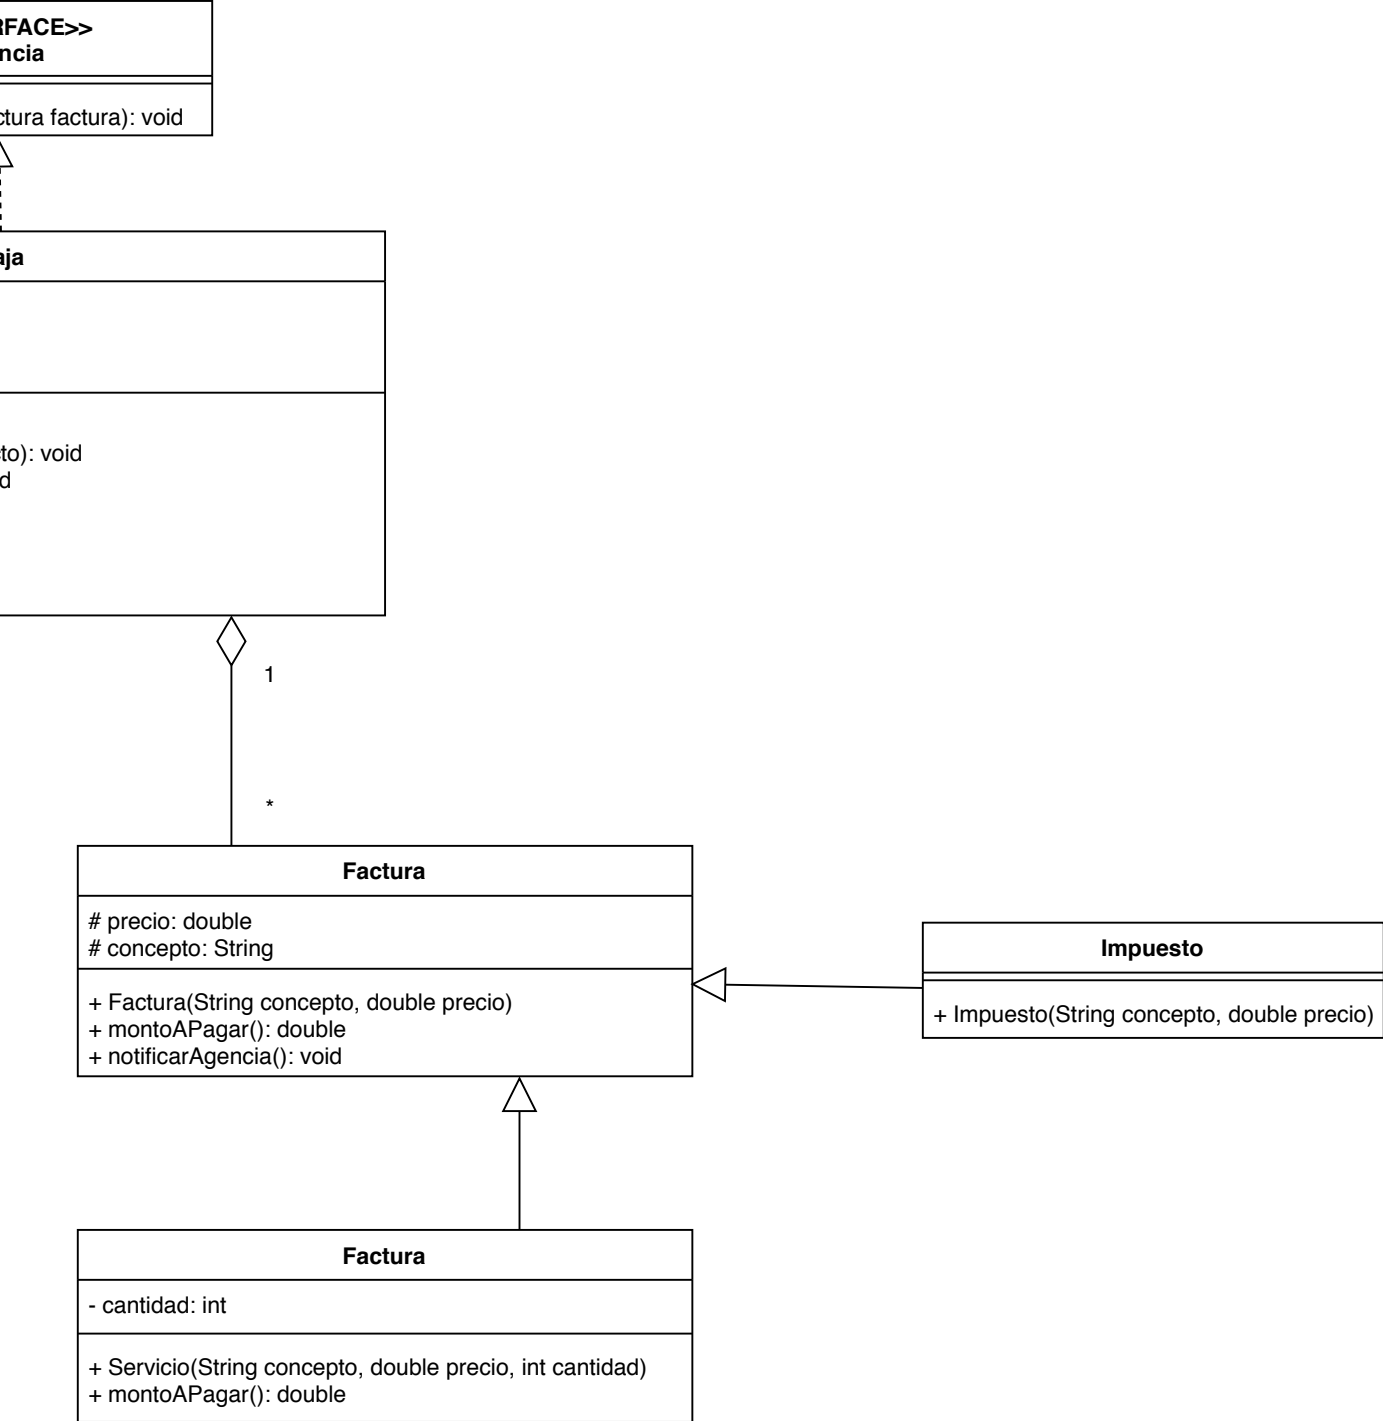 RFACE>>
ncia
ctura factura): void
aja
to): void
d
1
*
Factura
# precio: double
# concepto: String
+ Factura(String concepto, double precio)
+ montoAPagar(): double
+ notificarAgencia(): void
Impuesto
+ Impuesto(String concepto, double precio)
Factura
- cantidad: int
+ Servicio(String concepto, double precio, int cantidad)
+ montoAPagar(): double